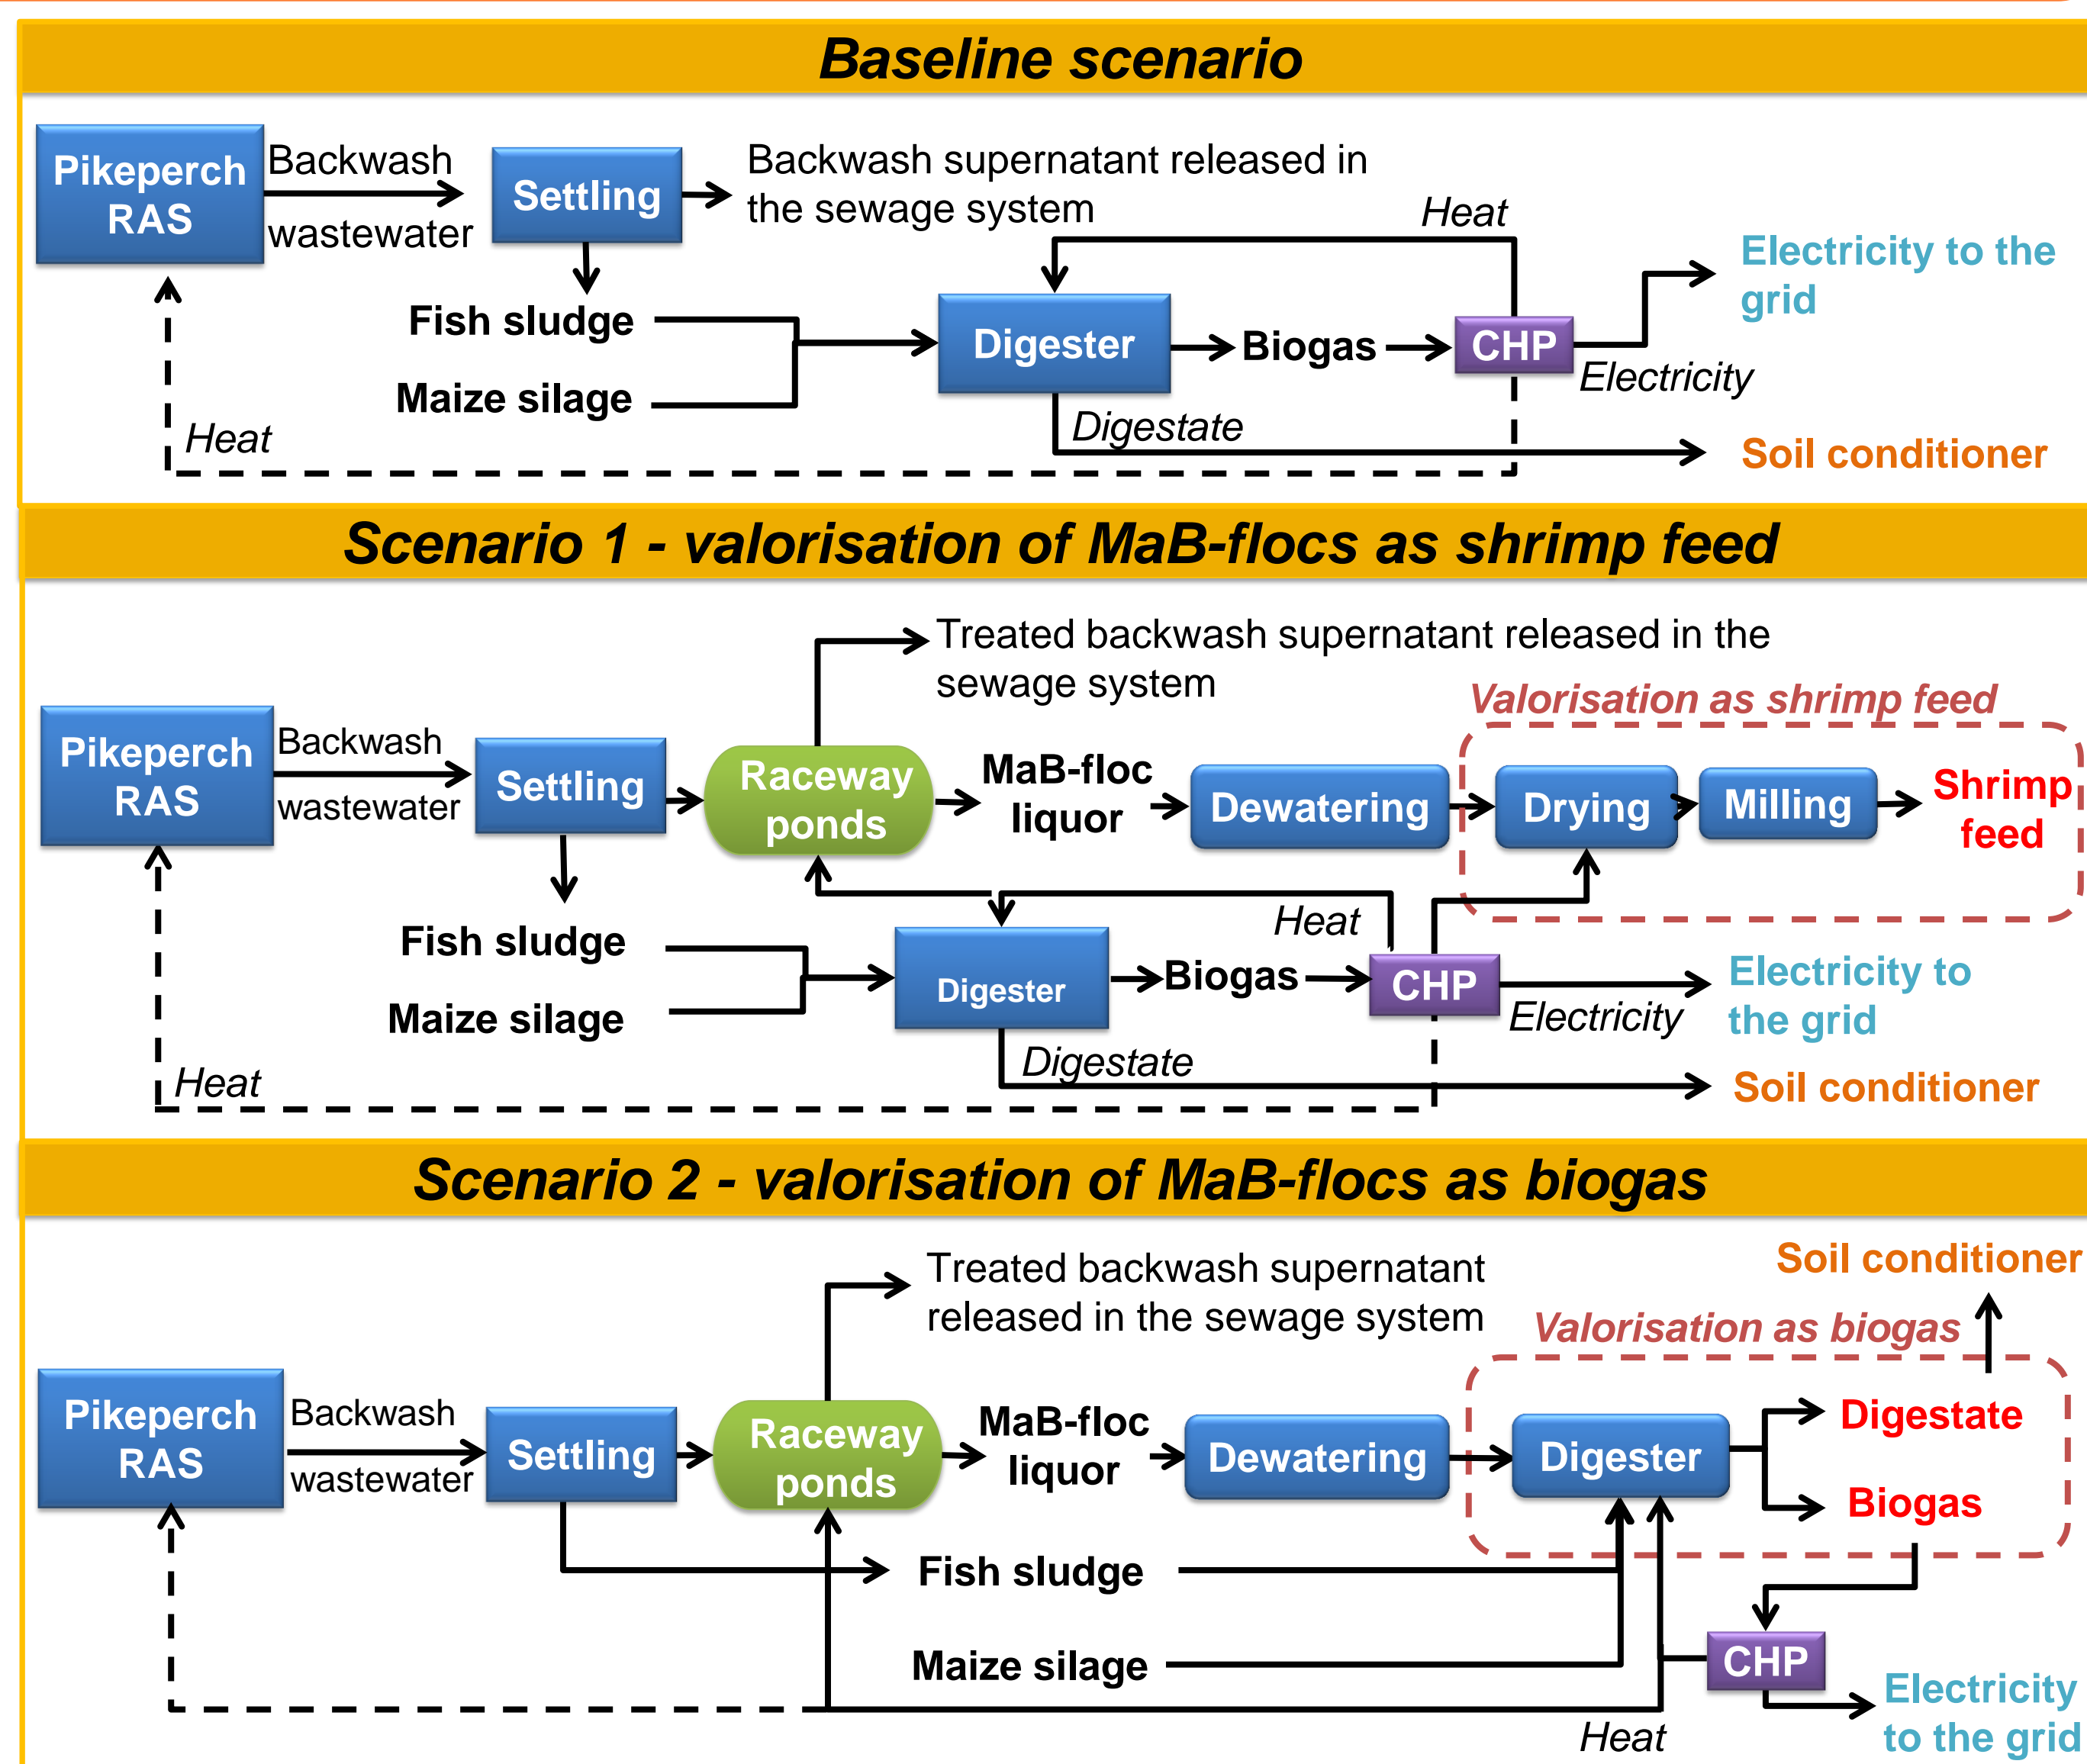 Baseline scenario
Pikeperch
RAS
Backwash
wastewater
Settling
Backwash supernatant released in
the sewage system
Heat
Electricity to the
grid
Fish sludge
Maize silage
Digester
Biogas
CHP
Electricity
Heat
Digestate
Soil conditioner
Scenario 1 - valorisation of MaB-flocs as shrimp feed
Treated backwash supernatant released in the
sewage system
Valorisation as shrimp feed
Pikeperch
RAS
Backwash
wastewater
Settling
Raceway
ponds
MaB-floc
liquor
Dewatering
Drying
Milling
Shrimp
feed
Heat
Fish sludge
Maize silage
Digester
Biogas
CHP
Electricity
Electricity to
the grid
Heat
Digestate
Soil conditioner
Scenario 2 - valorisation of MaB-flocs as biogas
Treated backwash supernatant
released in the sewage system
Soil conditioner
Valorisation as biogas
Pikeperch
RAS
Backwash
wastewater
Settling
Raceway
ponds
MaB-floc
liquor
Dewatering
Digester
Digestate
Biogas
Fish sludge
Maize silage
CHP
Heat
Electricity
to the grid